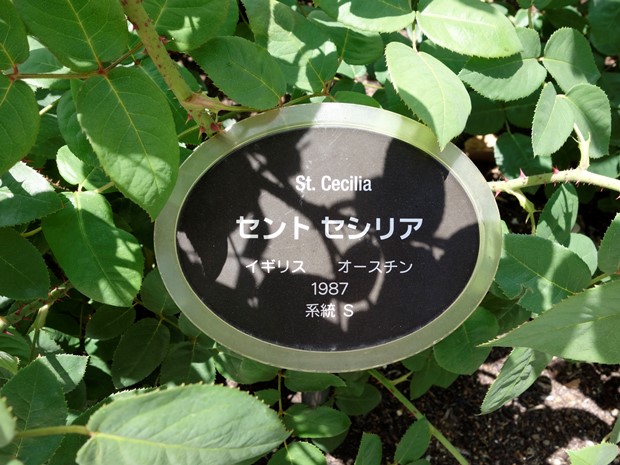 St. Cecilia
セント セシリア
イギリス　オースチン
1987
系統 S